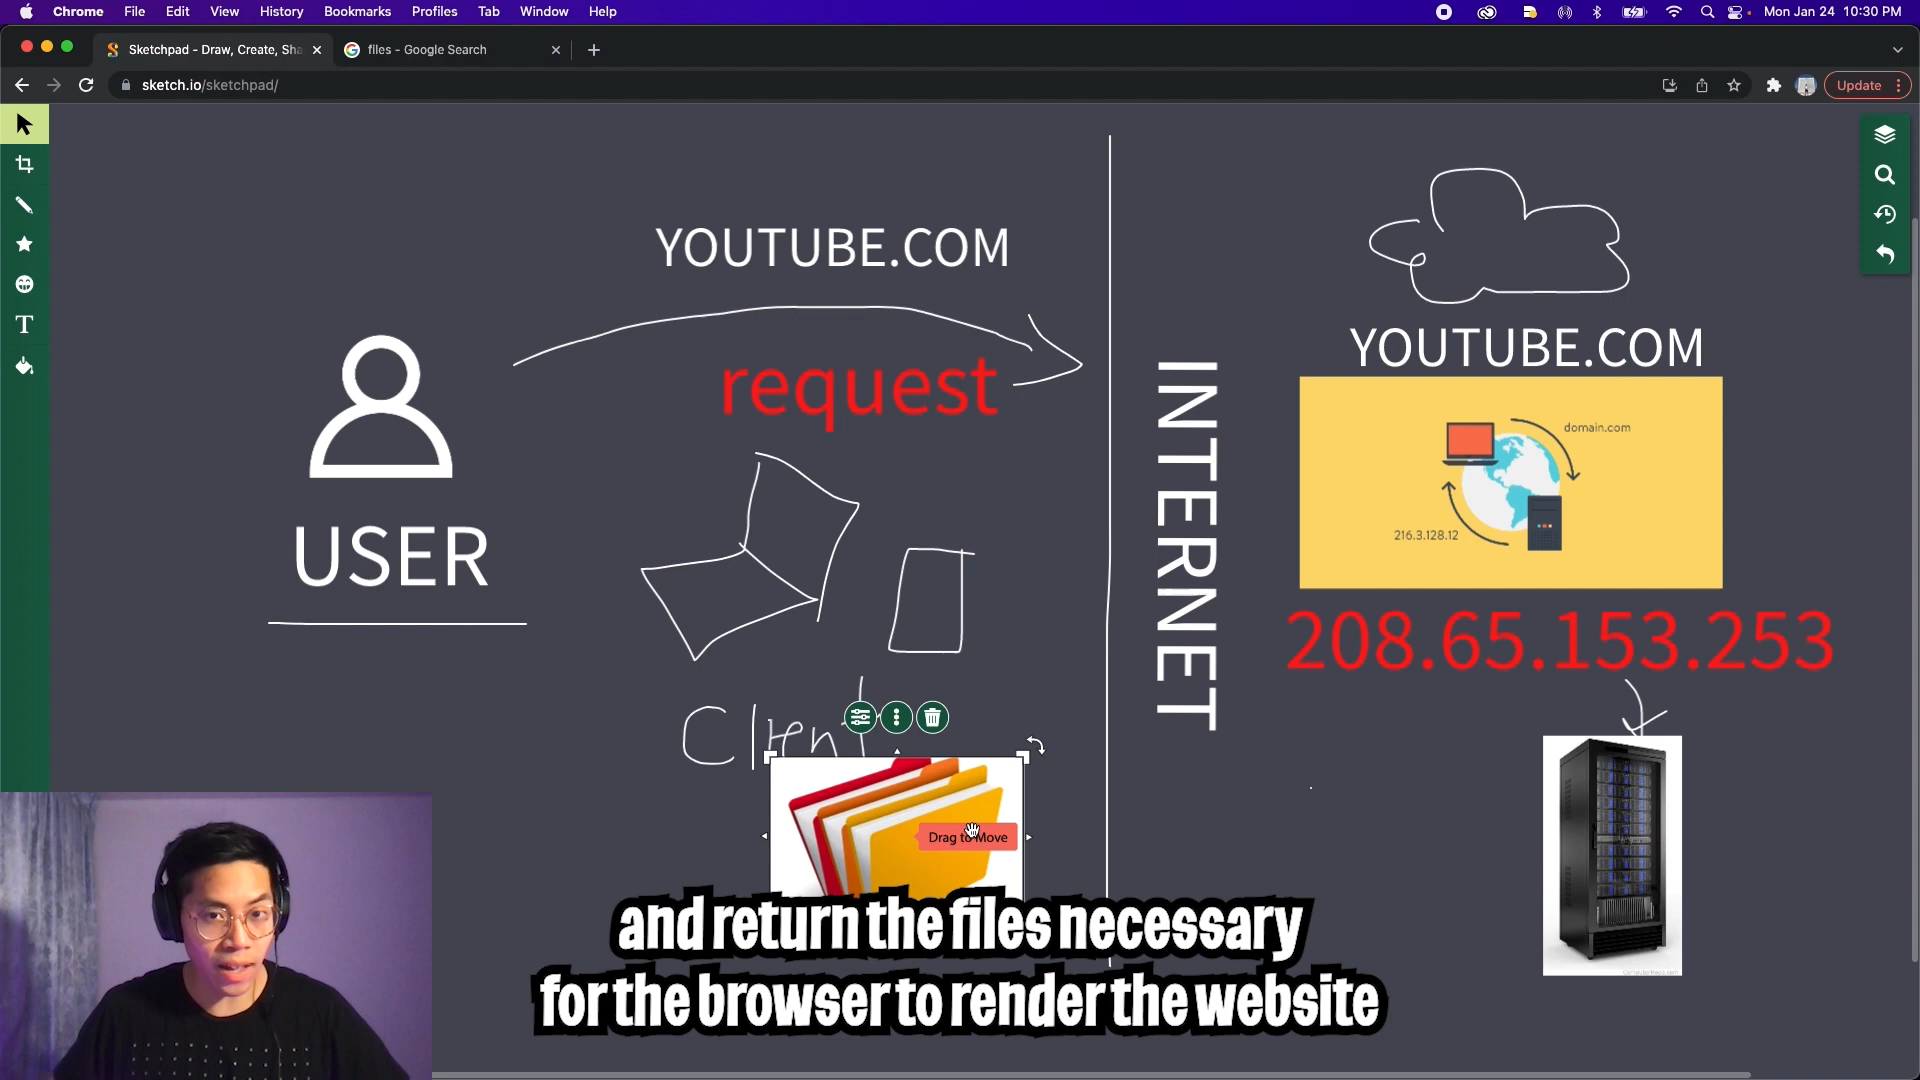 Chrome File Edit View History Bookmarks Profiles Tab Window Help
Mon Jan 24 10:30 PM
Sketchpad - Draw, Create, Sha
files - Google Search
sketch.io/sketchpad/
Update
YOUTUBE.COM
request
USER
Client
INTERNET
YOUTUBE.COM
domain.com
216.3.128.12
208.65.153.253
Drag to Move
and return the files necessary
for the browser to render the website